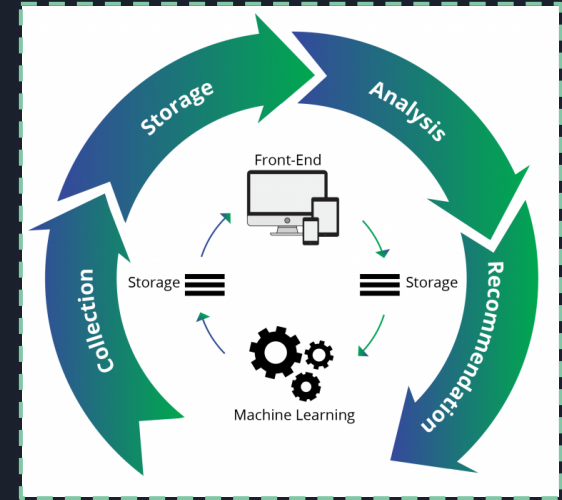 Storage
Analysis
Front-End
Storage
Storage
Collection
Recommendation
Machine Learning